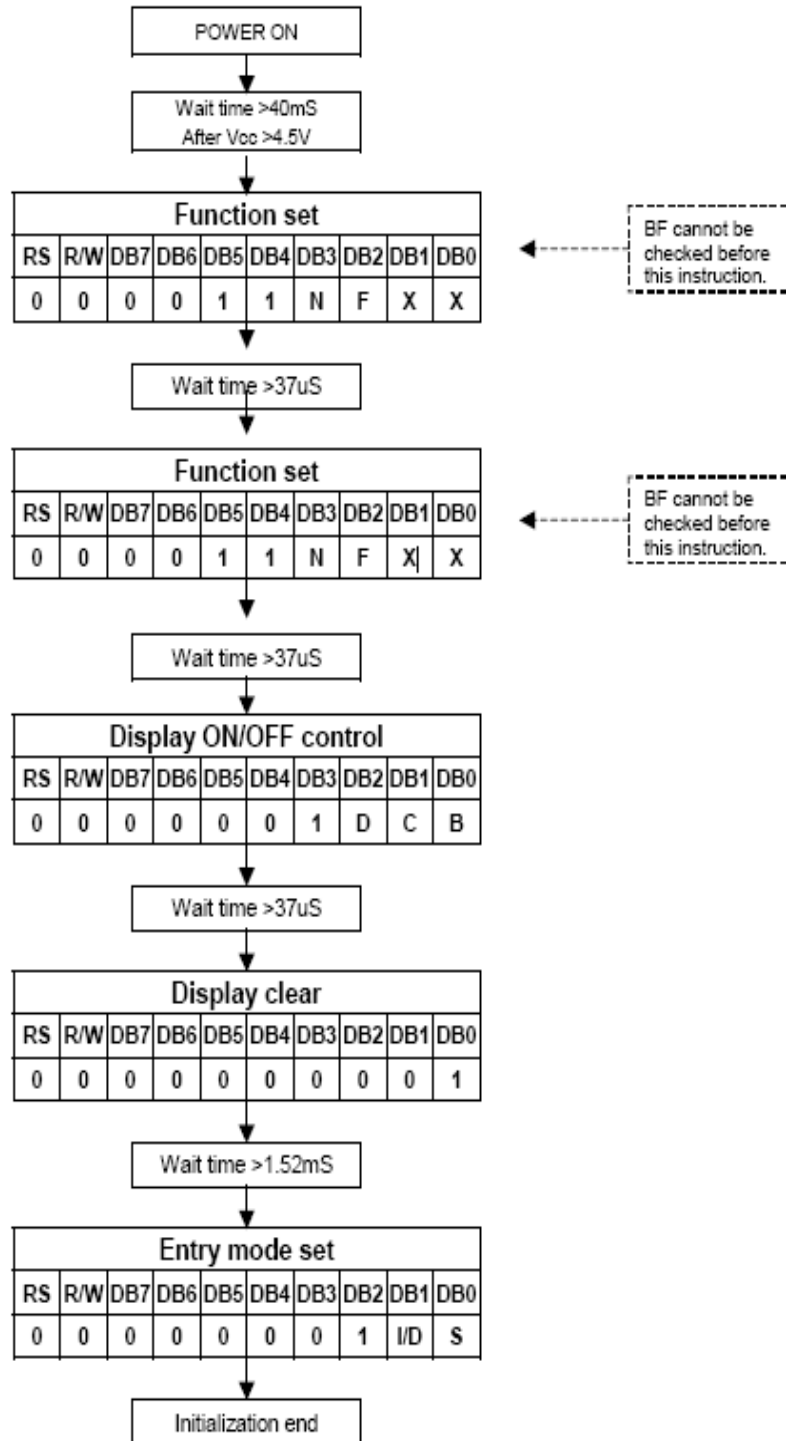 POWER ON
Wait time >40mS
After Vcc >4.5V
Function set
RS R/W DB7 DB6 DB5 DB4 DB3 DB2 DB1 DB0
0 0 0 0 1 1 N F X X
BF cannot be
checked before
this instruction.
Wait time >37uS
Function set
RS R/W DB7 DB6 DB5 DB4 DB3 DB2 DB1 DB0
0 0 0 0 1 1 N F X X
BF cannot be
checked before
this instruction.
Wait time >37uS
Display ON/OFF control
RS R/W DB7 DB6 DB5 DB4 DB3 DB2 DB1 DB0
0 0 0 0 0 0 1 D C B
Wait time >37uS
Display clear
RS R/W DB7 DB6 DB5 DB4 DB3 DB2 DB1 DB0
0 0 0 0 0 0 0 0 0 1
Wait time >1.52mS
Entry mode set
RS R/W DB7 DB6 DB5 DB4 DB3 DB2 DB1 DB0
0 0 0 0 0 0 0 1 I/D S
Initialization end